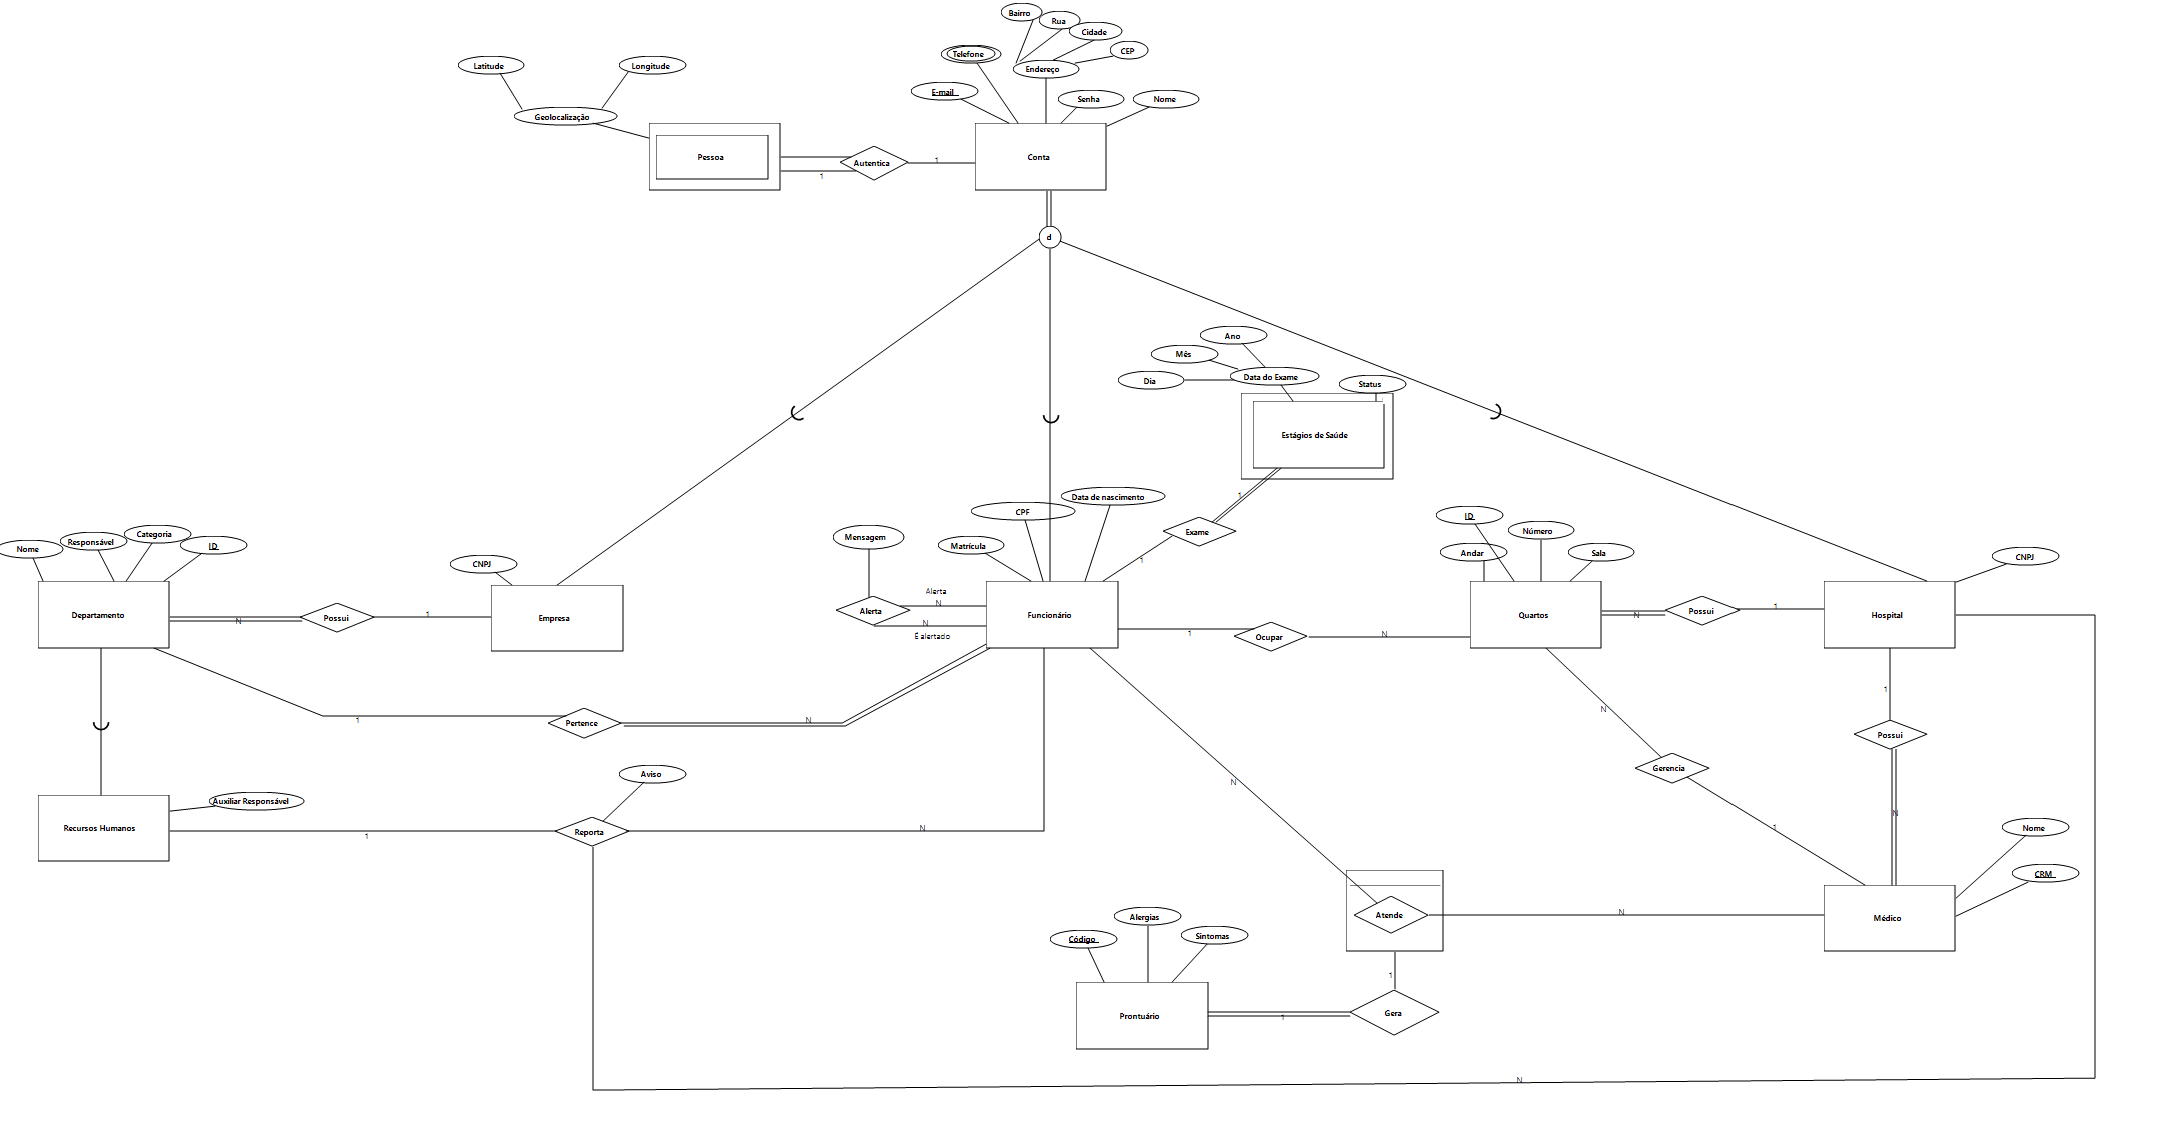 Bairro
Rua
Cidade
CEP
Telefone
Endereço
Latitude
Longitude
E-mail
Senha
Nome
Geolocalização
Pessoa
Autentica
1
1
Conta
d
Ano
Mês
Data do Exame
Dia
Status
Estágios de Saúde
1
Data de nascimento
CPF
Matrícula
Mensagem
Exame
1
ID
Número
Andar
Sala
CNPJ
Nome
Responsável
Categoria
ID
CNPJ
Departamento
N
Possui
1
Empresa
Alerta
Alerta
N
N
É alertado
Funcionário
1
Ocupar
N
Quartos
N
Possui
1
Hospital
1
Pertence
N
N
1
Possui
Gerencia
Aviso
N
1
N
Auxiliar Responsável
Recursos Humanos
1
Reporta
N
Nome
CRM
Atende
N
Médico
Código
Alergias
Sintomas
1
Prontuário
1
Gera
N